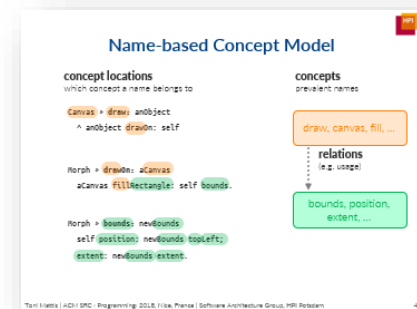 HPI
Name-based Concept Model
concept locations
which concept a name belongs to
Canvas » draw: anObject
^ anObject drawOn: self
Morph » drawOn: aCanvas
aCanvas fillRectangle: self bounds.
Morph » bounds: newBounds
self position: newBounds topLeft;
extent: newBounds extent.
concepts
prevalent names
draw, canvas, fill, ...
relations
(e.g. usage)
bounds, position,
extent, ...
Toni Mattis | ACM SRC - Programming 2018, Nice, France | Software Architecture Group, HPI Potsdam
4